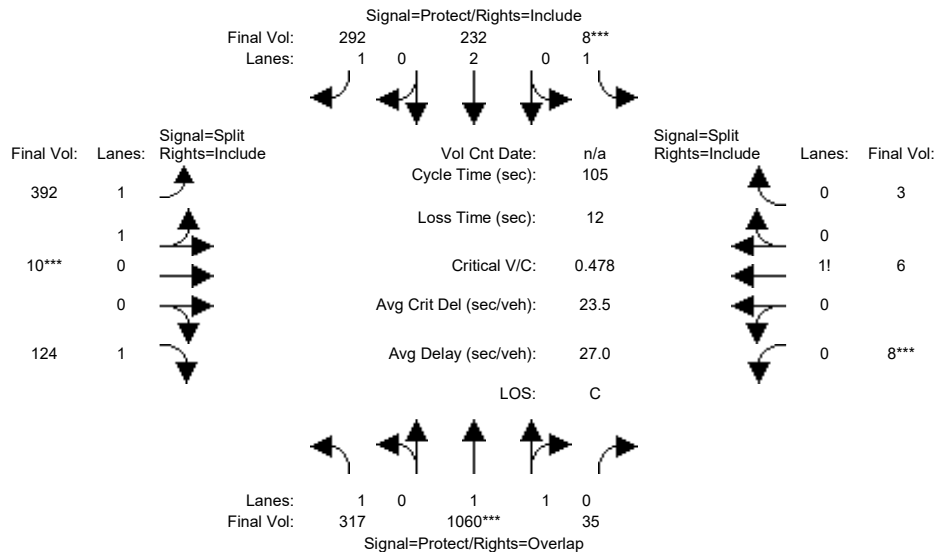 Signal=Protect/Rights=Include
Final Vol: 292 232 8***
Lanes: 1 0 2 0 1
Signal=Split Signal=Split
Final Vol: Lanes: Rights=Include Vol Cnt Date: n/a Rights=Include Lanes: Final Vol:
Cycle Time (sec): 105
392 1 0 3
Loss Time (sec): 12
1 0
10*** 0 Critical V/C: 0.478 1! 6
0 Avg Crit Del (sec/veh): 23.5 0
124 1 Avg Delay (sec/veh): 27.0 0 8***
LOS: C
Lanes: 1 0 1 1 0
Final Vol: 317 1060*** 35
Signal=Protect/Rights=Overlap